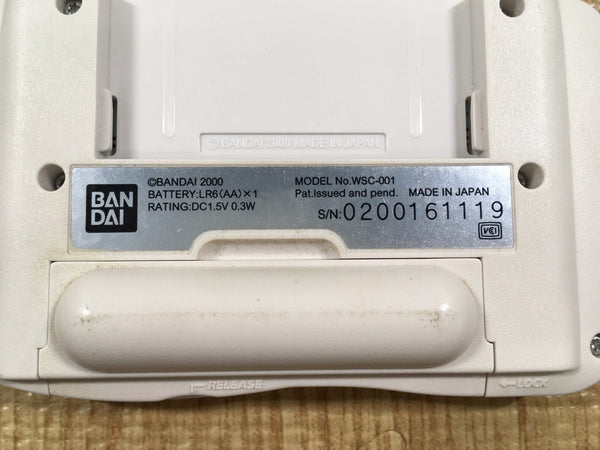 ©BANDAI 2000 MADE IN JAPAN
BAN
DAI
©BANDAI 2000
BATTERY:LR6(AA)×1
RATING:DC1.5V 0.3W
MODEL No.WSC-001
Pat.Issued and pend. MADE IN JAPAN
S/N:0200161119
VCI
RELEASE
LOCK